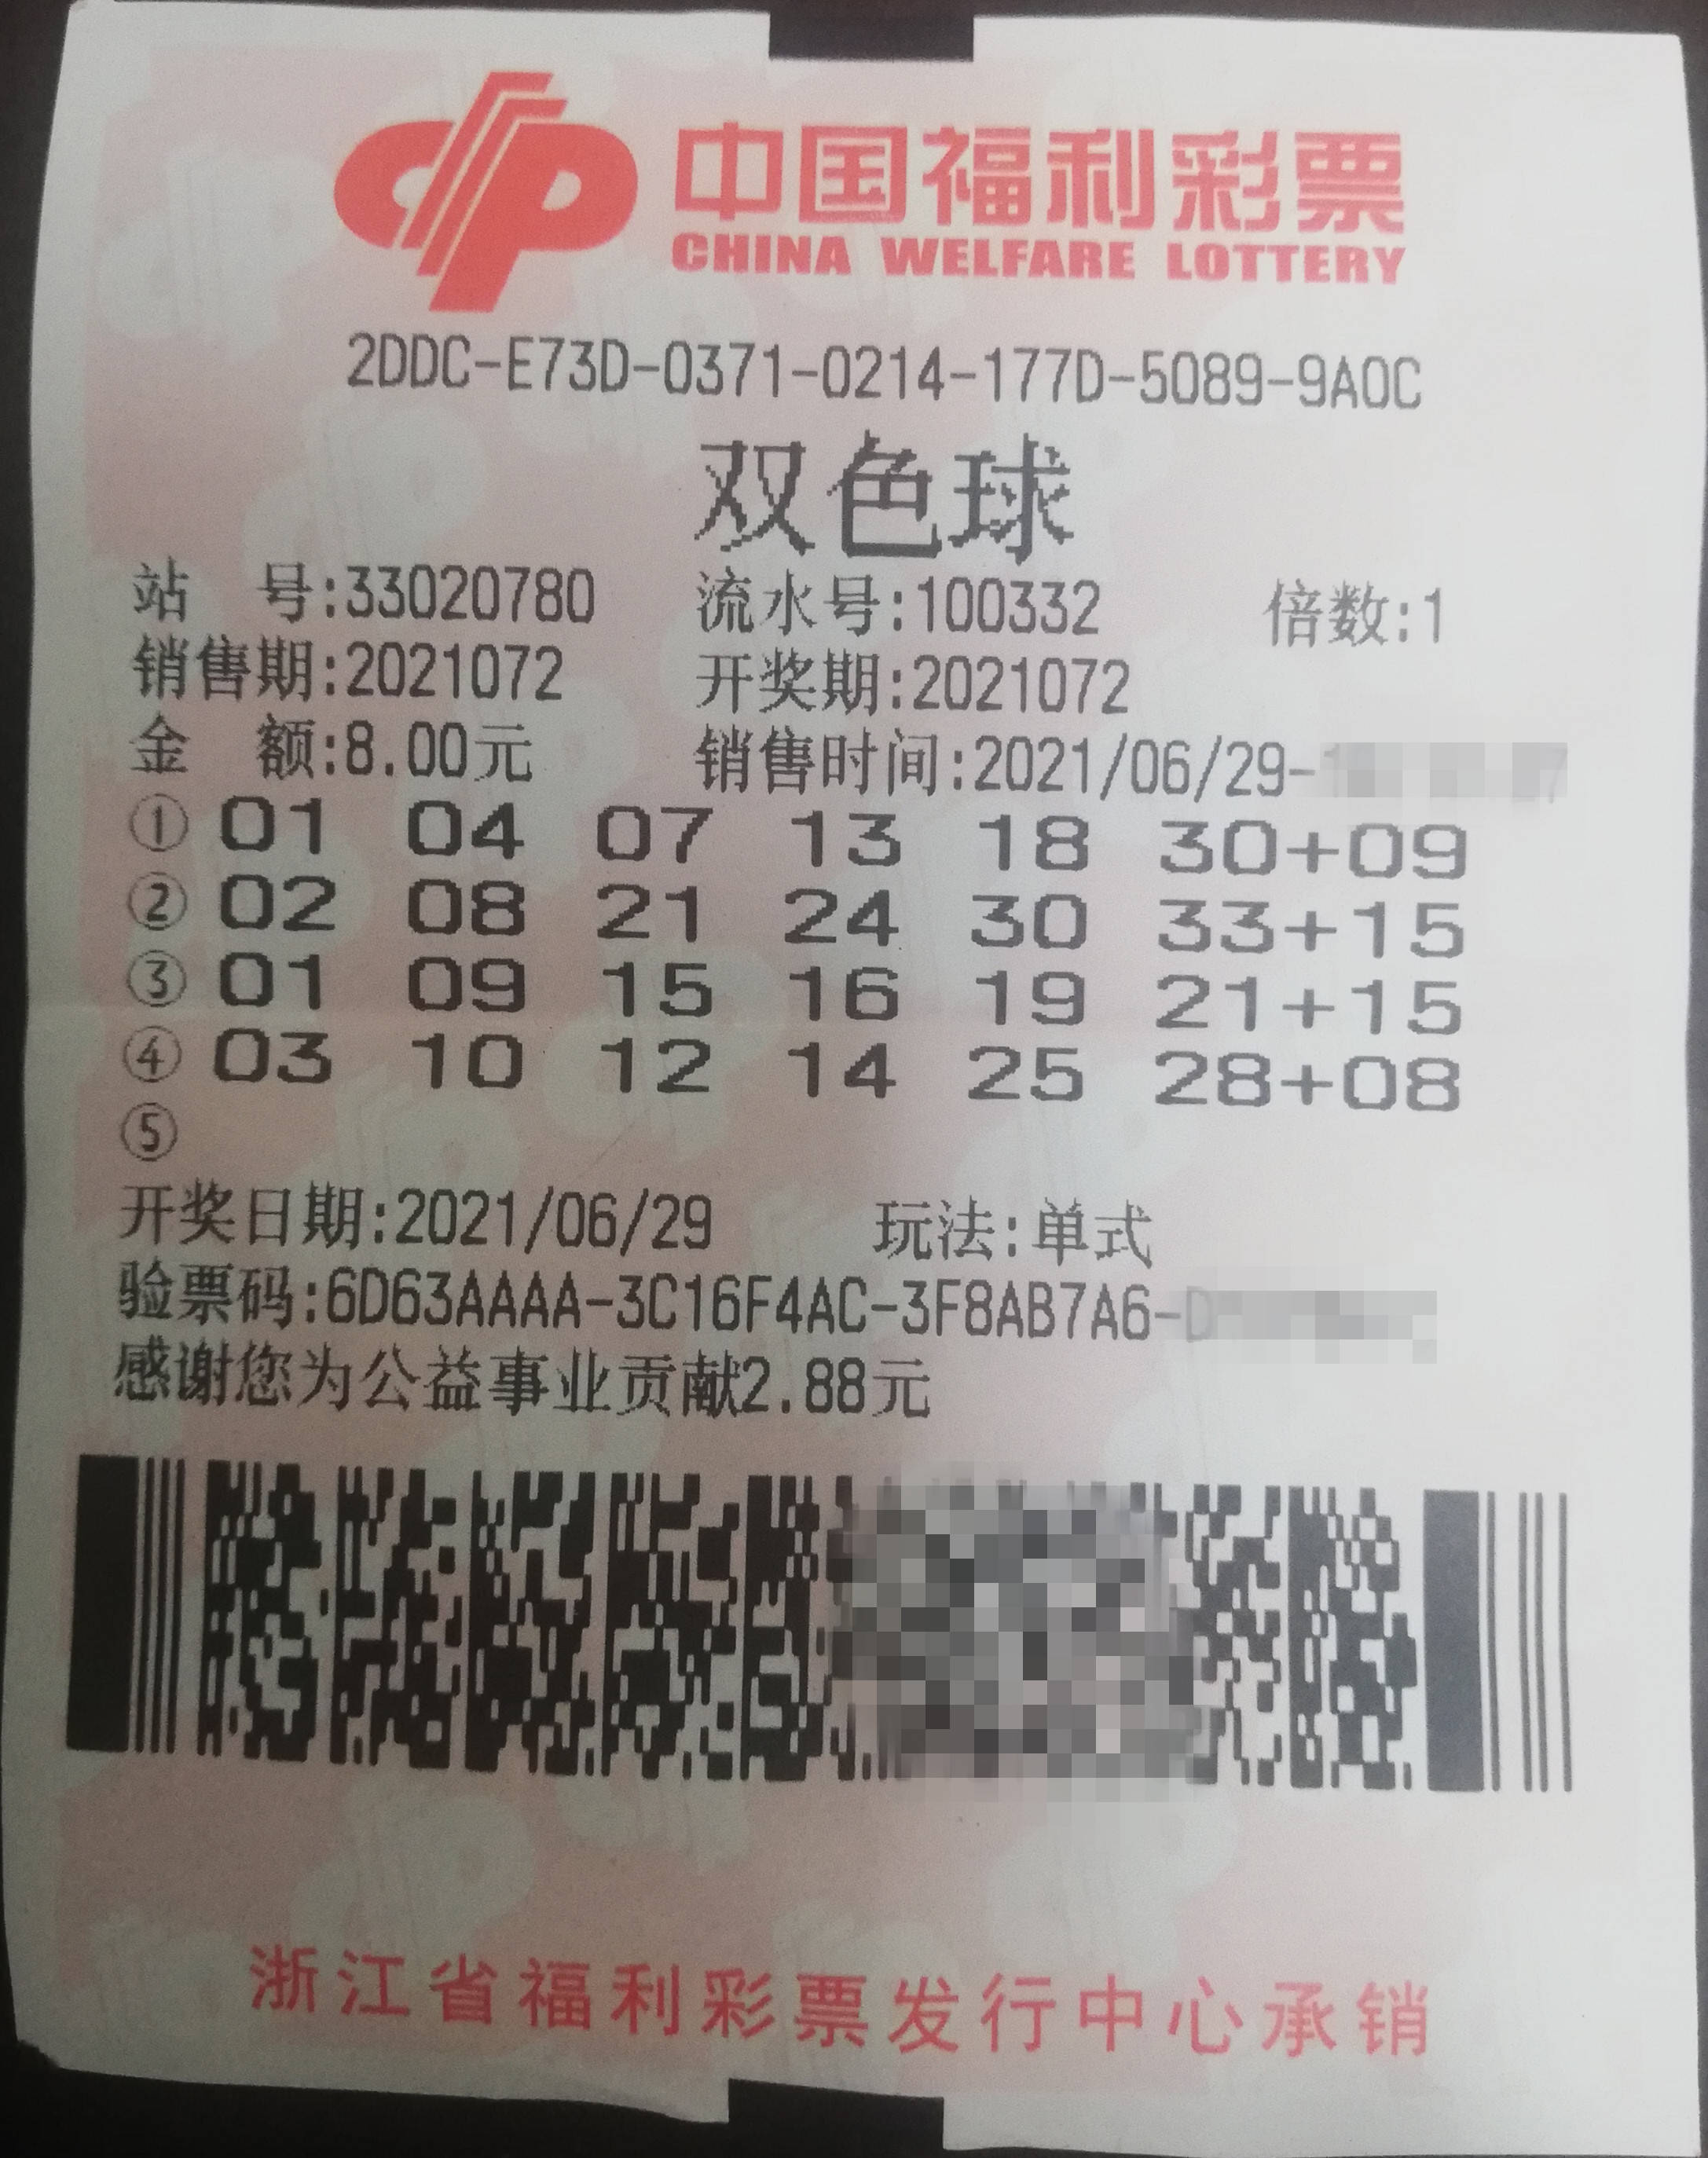 中国福利彩票
CHINA WELFARE LOTTERY
2DDC-E73D-0371-0214-177D-5089-9A0C
双色球
站 号:33020780 流水号:100332 倍数:1
销售期:2021072 开奖期:2021072
金 额:8.00元 销售时间:2021/06/29-
① 01 04 07 13 18 30+09
② 02 08 21 24 30 33+15
③ 01 09 15 16 19 21+15
④ 03 10 12 14 25 28+08
⑤
开奖日期:2021/06/29 玩法:单式
验票码:6D63AAAA-3C16F4AC-3F8AB7A6-
感谢您为公益事业贡献2.88元
浙江省福利彩票发行中心承销